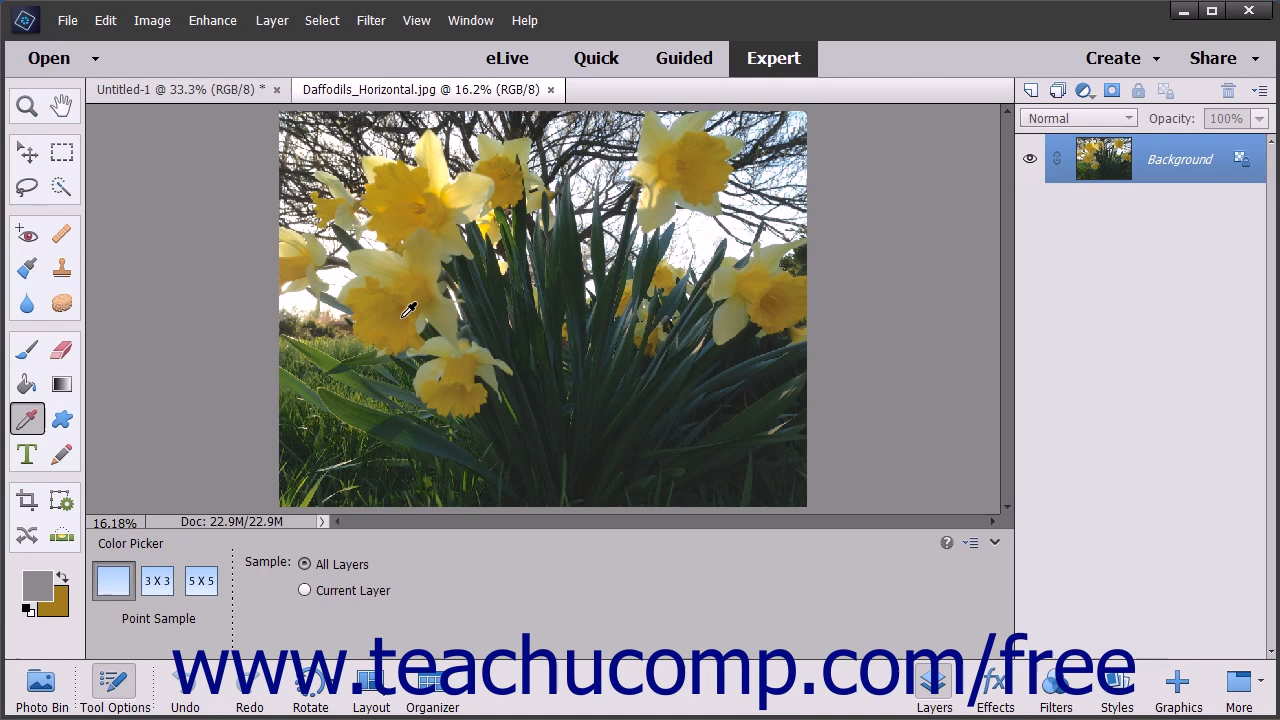 File Edit Image Enhance Layer Select Filter View Window Help
Open eLive Quick Guided Expert Create Share
Untitled-1 @ 33.3% (RGB/8) * × Daffodils_Horizontal.jpg @ 16.2% (RGB/8) ×
Normal Opacity: 100%
Background
T
16.18% Doc: 22.9M/22.9M
Color Picker
Sample: All Layers
3 X 3 5 X 5
Current Layer
Point Sample
www.teachucomp.com/free
Photo Bin Tool Options Undo Redo Rotate Layout Organizer Layers Effects Filters Styles Graphics More